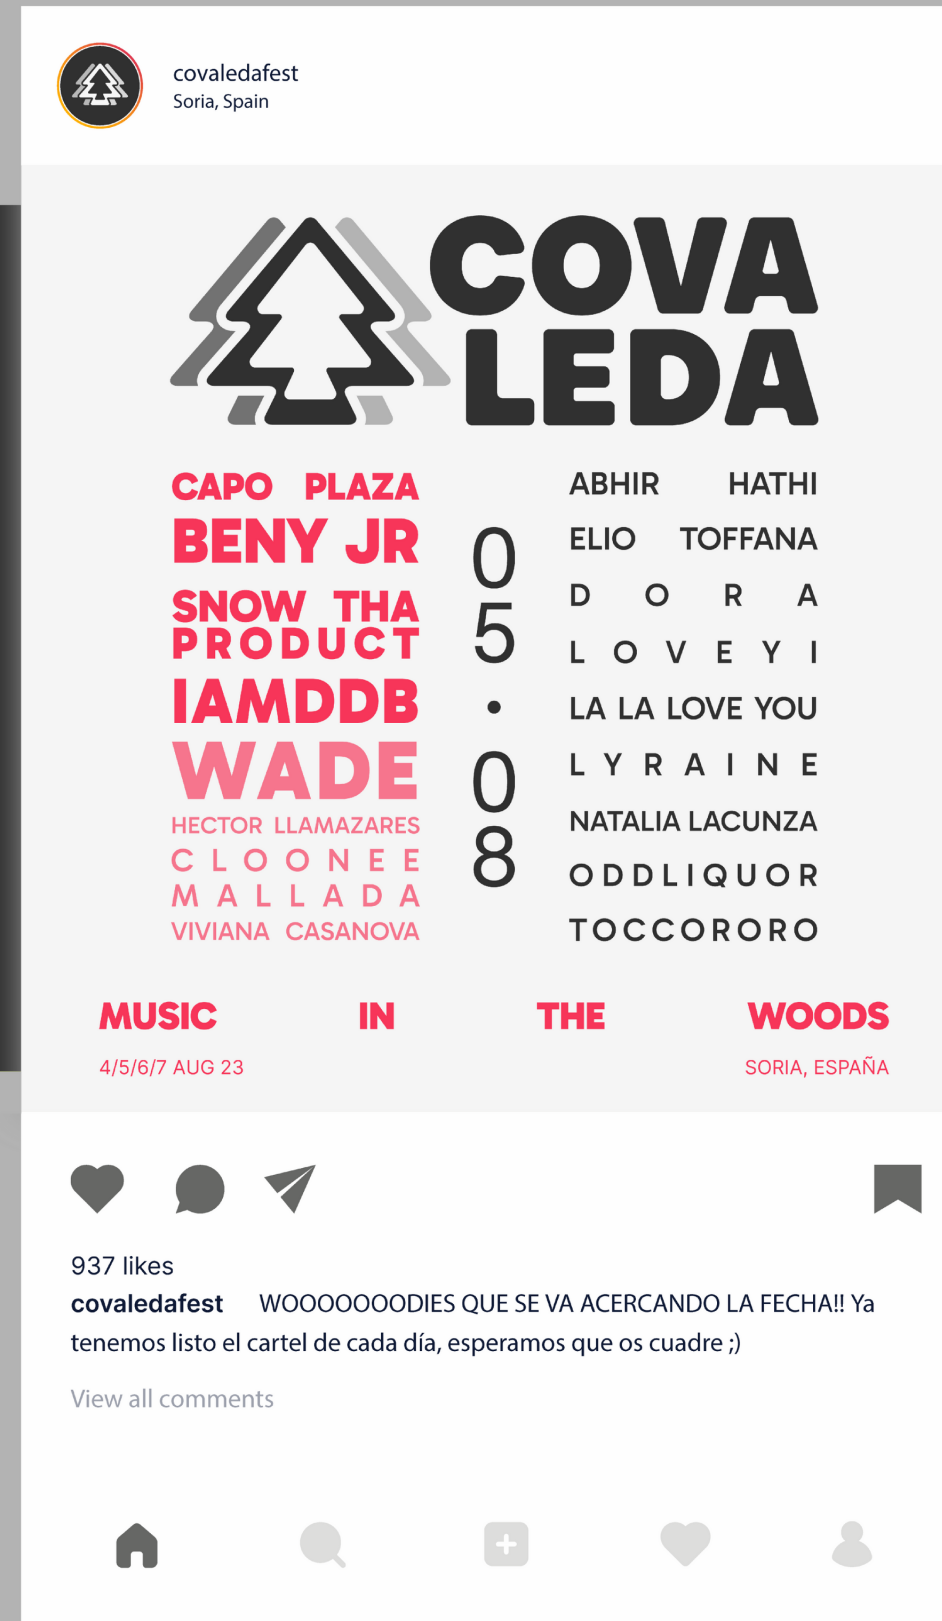 covaledafest
Soria, Spain
COVA
LEDA
CAPO PLAZA
BENY JR
SNOW THA
PRODUCT
IAMDDB
WADE
HECTOR LLAMAZARES
CLOONEE
MALLADA
VIVIANA CASANOVA
05
•
08
ABHIR HATHI
ELIO TOFFANA
DORA
LOVEYI
LA LA LOVE YOU
LYRAINE
NATALIA LACUNZA
ODDLIQUOR
TOCCORORO
MUSIC IN THE WOODS
4/5/6/7 AUG 23 SORIA, ESPAÑA
937 likes
covaledafest WOOOOOOODIES QUE SE VA ACERCANDO LA FECHA!! Ya
tenemos listo el cartel de cada día, esperamos que os cuadre ;)
View all comments